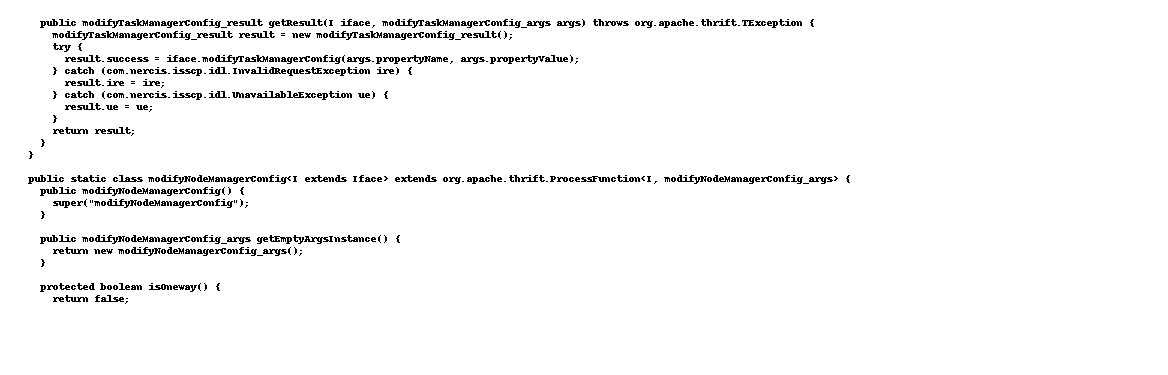 public modifyTaskManagerConfig_result getResult(I iface, modifyTaskManagerConfig_args args) throws org.apache.thrift.TException {
modifyTaskManagerConfig_result result = new modifyTaskManagerConfig_result();
try {
result.success = iface.modifyTaskManagerConfig(args.propertyName, args.propertyValue);
} catch (com.nercis.isscp.idl.InvalidRequestException ire) {
result.ire = ire;
} catch (com.nercis.isscp.idl.UnavailableException ue) {
result.ue = ue;
}
return result;
}
}
public static class modifyNodeManagerConfig<I extends Iface> extends org.apache.thrift.ProcessFunction<I, modifyNodeManagerConfig_args> {
public modifyNodeManagerConfig() {
super("modifyNodeManagerConfig");
}
public modifyNodeManagerConfig_args getEmptyArgsInstance() {
return new modifyNodeManagerConfig_args();
}
protected boolean isOneway() {
return false;